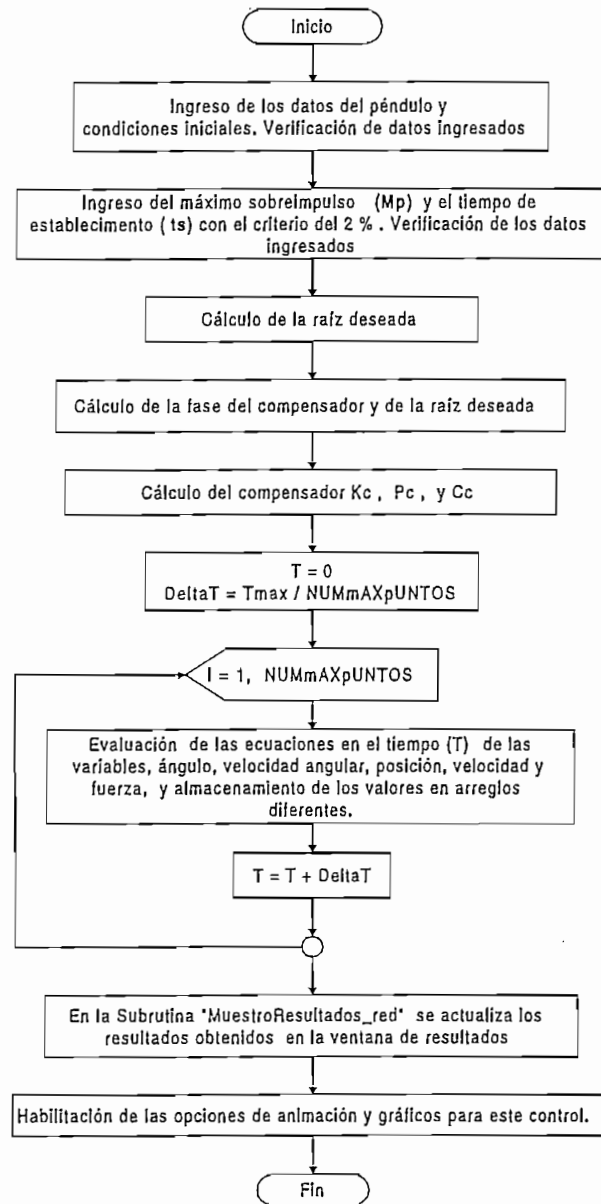 Inicio
Ingreso de los datos del péndulo y
condiciones iniciales. Verificación de datos ingresados
Ingreso del máximo sobreimpulso (Mp) y el tiempo de
establecimiento ( ts) con el criterio del 2 % . Verificación de los datos
ingresados
Cálculo de la raíz deseada
Cálculo de la fase del compensador y de la raíz deseada
Cálculo del compensador Kc , Pc , y Cc
T = 0
DeltaT = Tmax / NUMmAXpUNTOS
I = 1, NUMmAXpUNTOS
Evaluación de las ecuaciones en el tiempo (T) de las
variables, ángulo, velocidad angular, posición, velocidad y
fuerza, y almacenamiento de los valores en arreglos
diferentes.
T = T + DeltaT
En la Subrutina "MuestroResultados_red" se actualiza los
resultados obtenidos en la ventana de resultados
Habilitación de las opciones de animación y gráficos para este control.
Fin